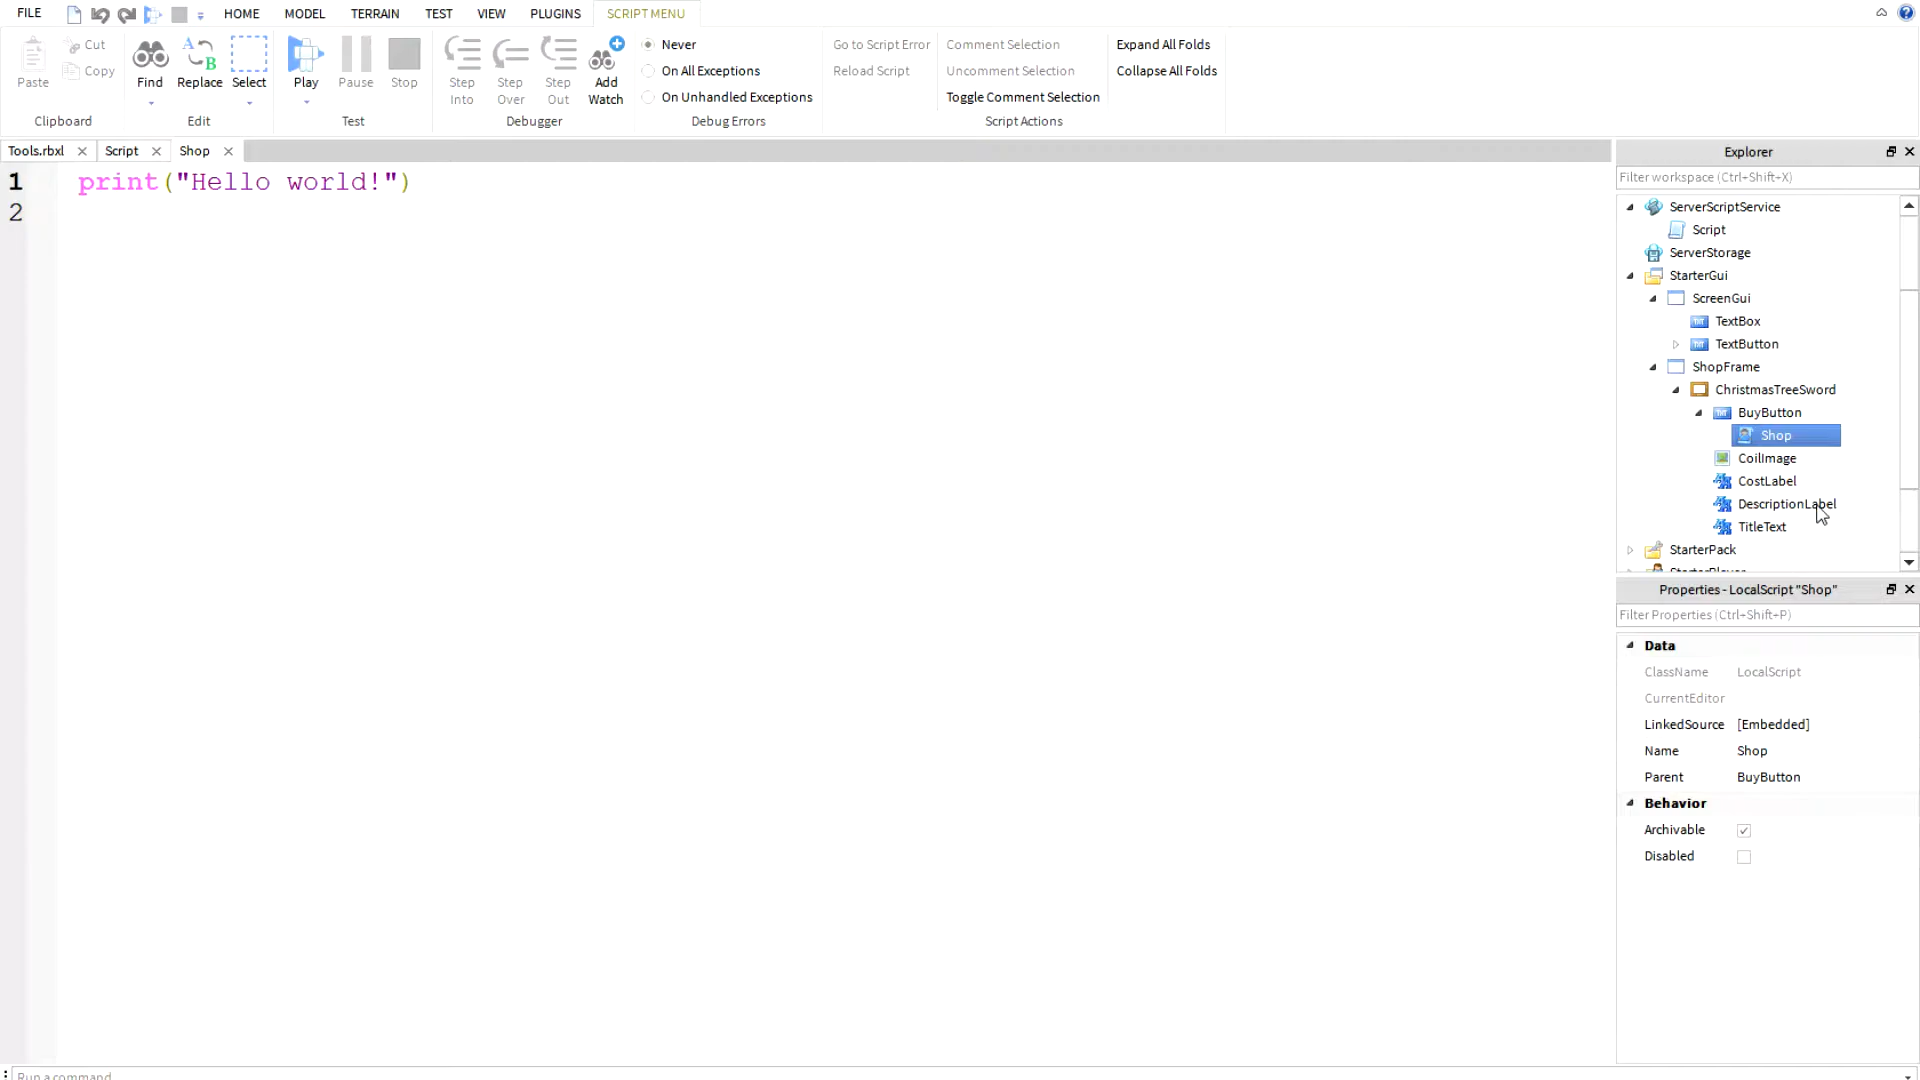 FILE HOME MODEL TERRAIN TEST VIEW PLUGINS SCRIPT MENU
Paste Cut Copy
Clipboard
Find Replace Select
Edit
Play Pause Stop
Test
Step Into Step Over Step Out Add Watch
Debugger
Never
On All Exceptions
On Unhandled Exceptions
Debug Errors
Go to Script Error
Reload Script
Comment Selection
Uncomment Selection
Toggle Comment Selection
Expand All Folds
Collapse All Folds
Script Actions
Tools.rbxl Script Shop
1 print("Hello world!")
2
Explorer
Filter workspace (Ctrl+Shift+X)
ServerScriptService
Script
ServerStorage
StarterGui
ScreenGui
TextBox
TextButton
ShopFrame
ChristmasTreeSword
BuyButton
Shop
CoilImage
CostLabel
DescriptionLabel
TitleText
StarterPack
StarterPlayer
Properties - LocalScript "Shop"
Filter Properties (Ctrl+Shift+P)
Data
ClassName LocalScript
CurrentEditor
LinkedSource [Embedded]
Name Shop
Parent BuyButton
Behavior
Archivable
Disabled
Run a command